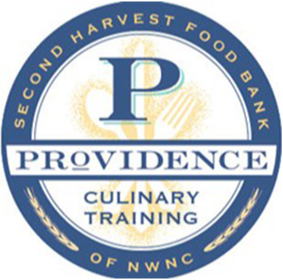 SECOND HARVEST FOOD BANK
P
PROVIDENCE
CULINARY
TRAINING
OF NWNC